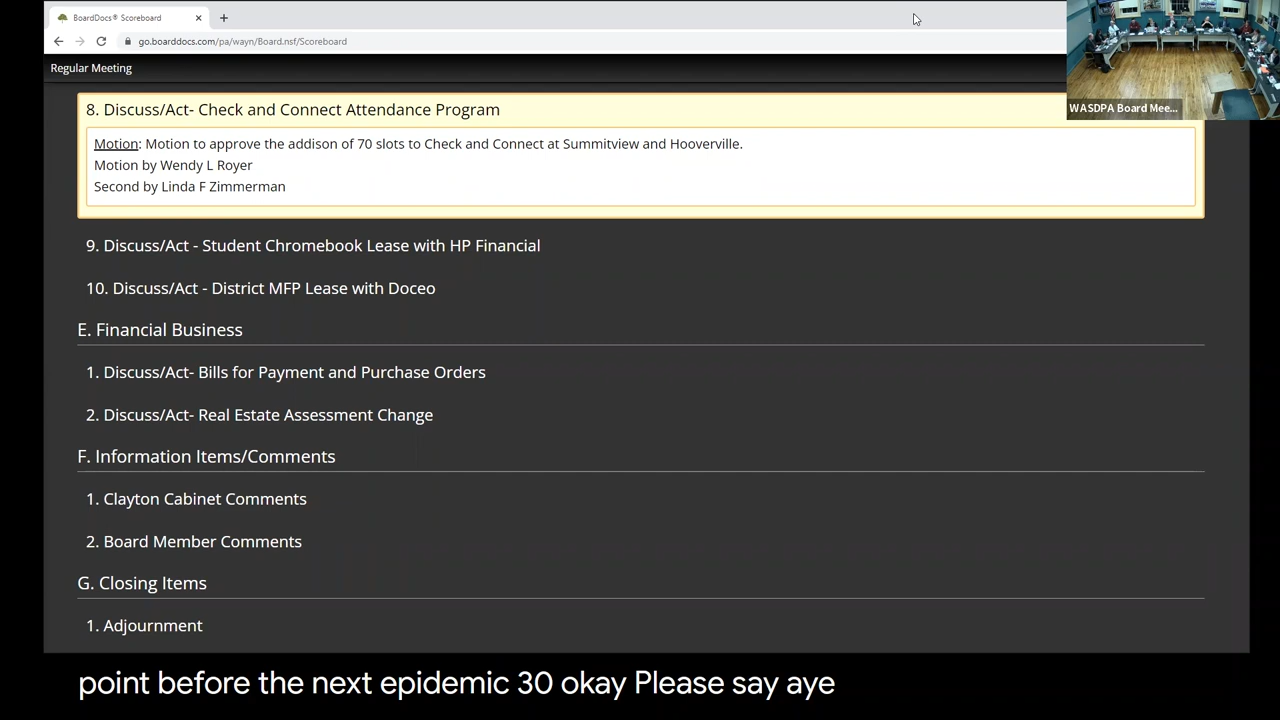 BoardDocs® Scoreboard
go.boarddocs.com/pa/wayn/Board.nsf/Scoreboard
Regular Meeting
WASDPA Board Mee...
8. Discuss/Act- Check and Connect Attendance Program
Motion: Motion to approve the addison of 70 slots to Check and Connect at Summitview and Hooverville.
Motion by Wendy L Royer
Second by Linda F Zimmerman
9. Discuss/Act - Student Chromebook Lease with HP Financial
10. Discuss/Act - District MFP Lease with Doceo
E. Financial Business
1. Discuss/Act- Bills for Payment and Purchase Orders
2. Discuss/Act- Real Estate Assessment Change
F. Information Items/Comments
1. Clayton Cabinet Comments
2. Board Member Comments
G. Closing Items
1. Adjournment
point before the next epidemic 30 okay Please say aye